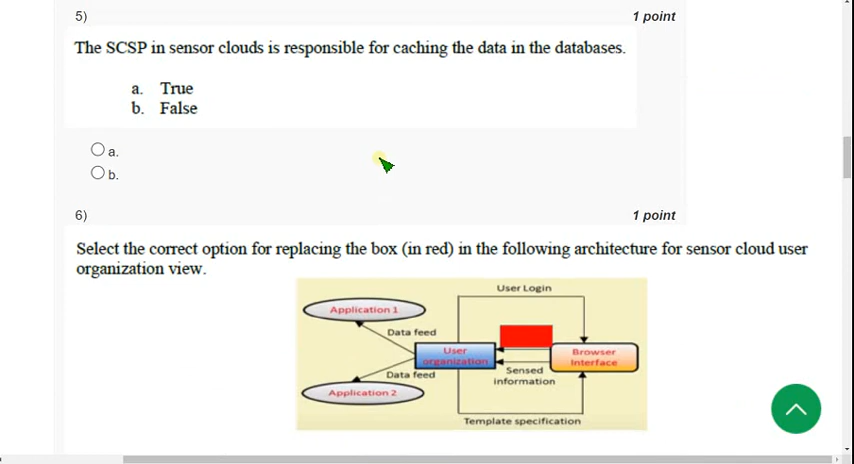 5)
1 point
The SCSP in sensor clouds is responsible for caching the data in the databases.
a. True
b. False
a.
b.
6)
1 point
Select the correct option for replacing the box (in red) in the following architecture for sensor cloud user
organization view.
User Login
Application 1
Data feed
User
organization
Browser
Interface
Sensed
information
Data feed
Application 2
Template specification